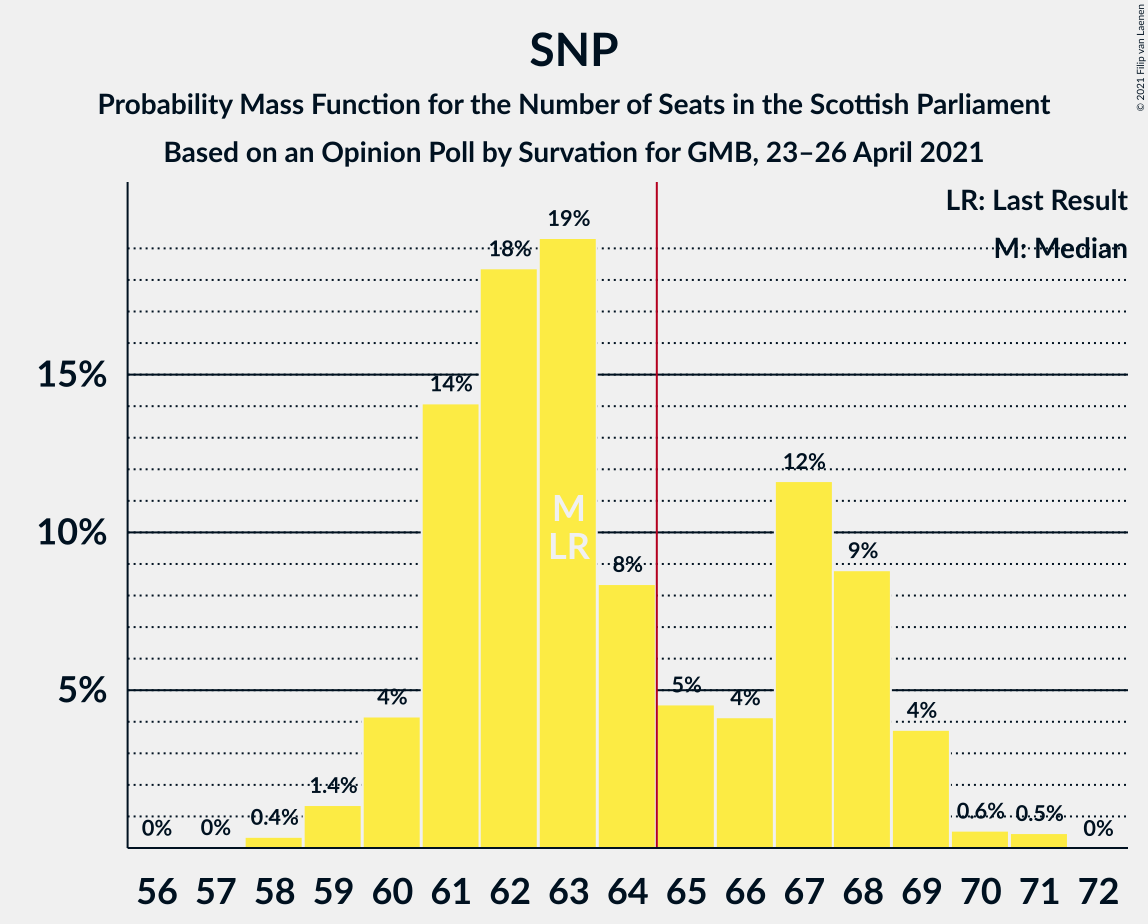 SNP
Probability Mass Function for the Number of Seats in the Scottish Parliament
Based on an Opinion Poll by Survation for GMB, 23–26 April 2021
© 2021 Filip van Laenen
LR: Last Result
M: Median
19%
18%
15%
14%
12%
M
10%
LR
9%
8%
5%
5%
4%
4%
4%
1.4%
0.4%
0.6%
0.5%
0%
0%
0%
56 57 58 59 60 61 62 63 64 65 66 67 68 69 70 71 72